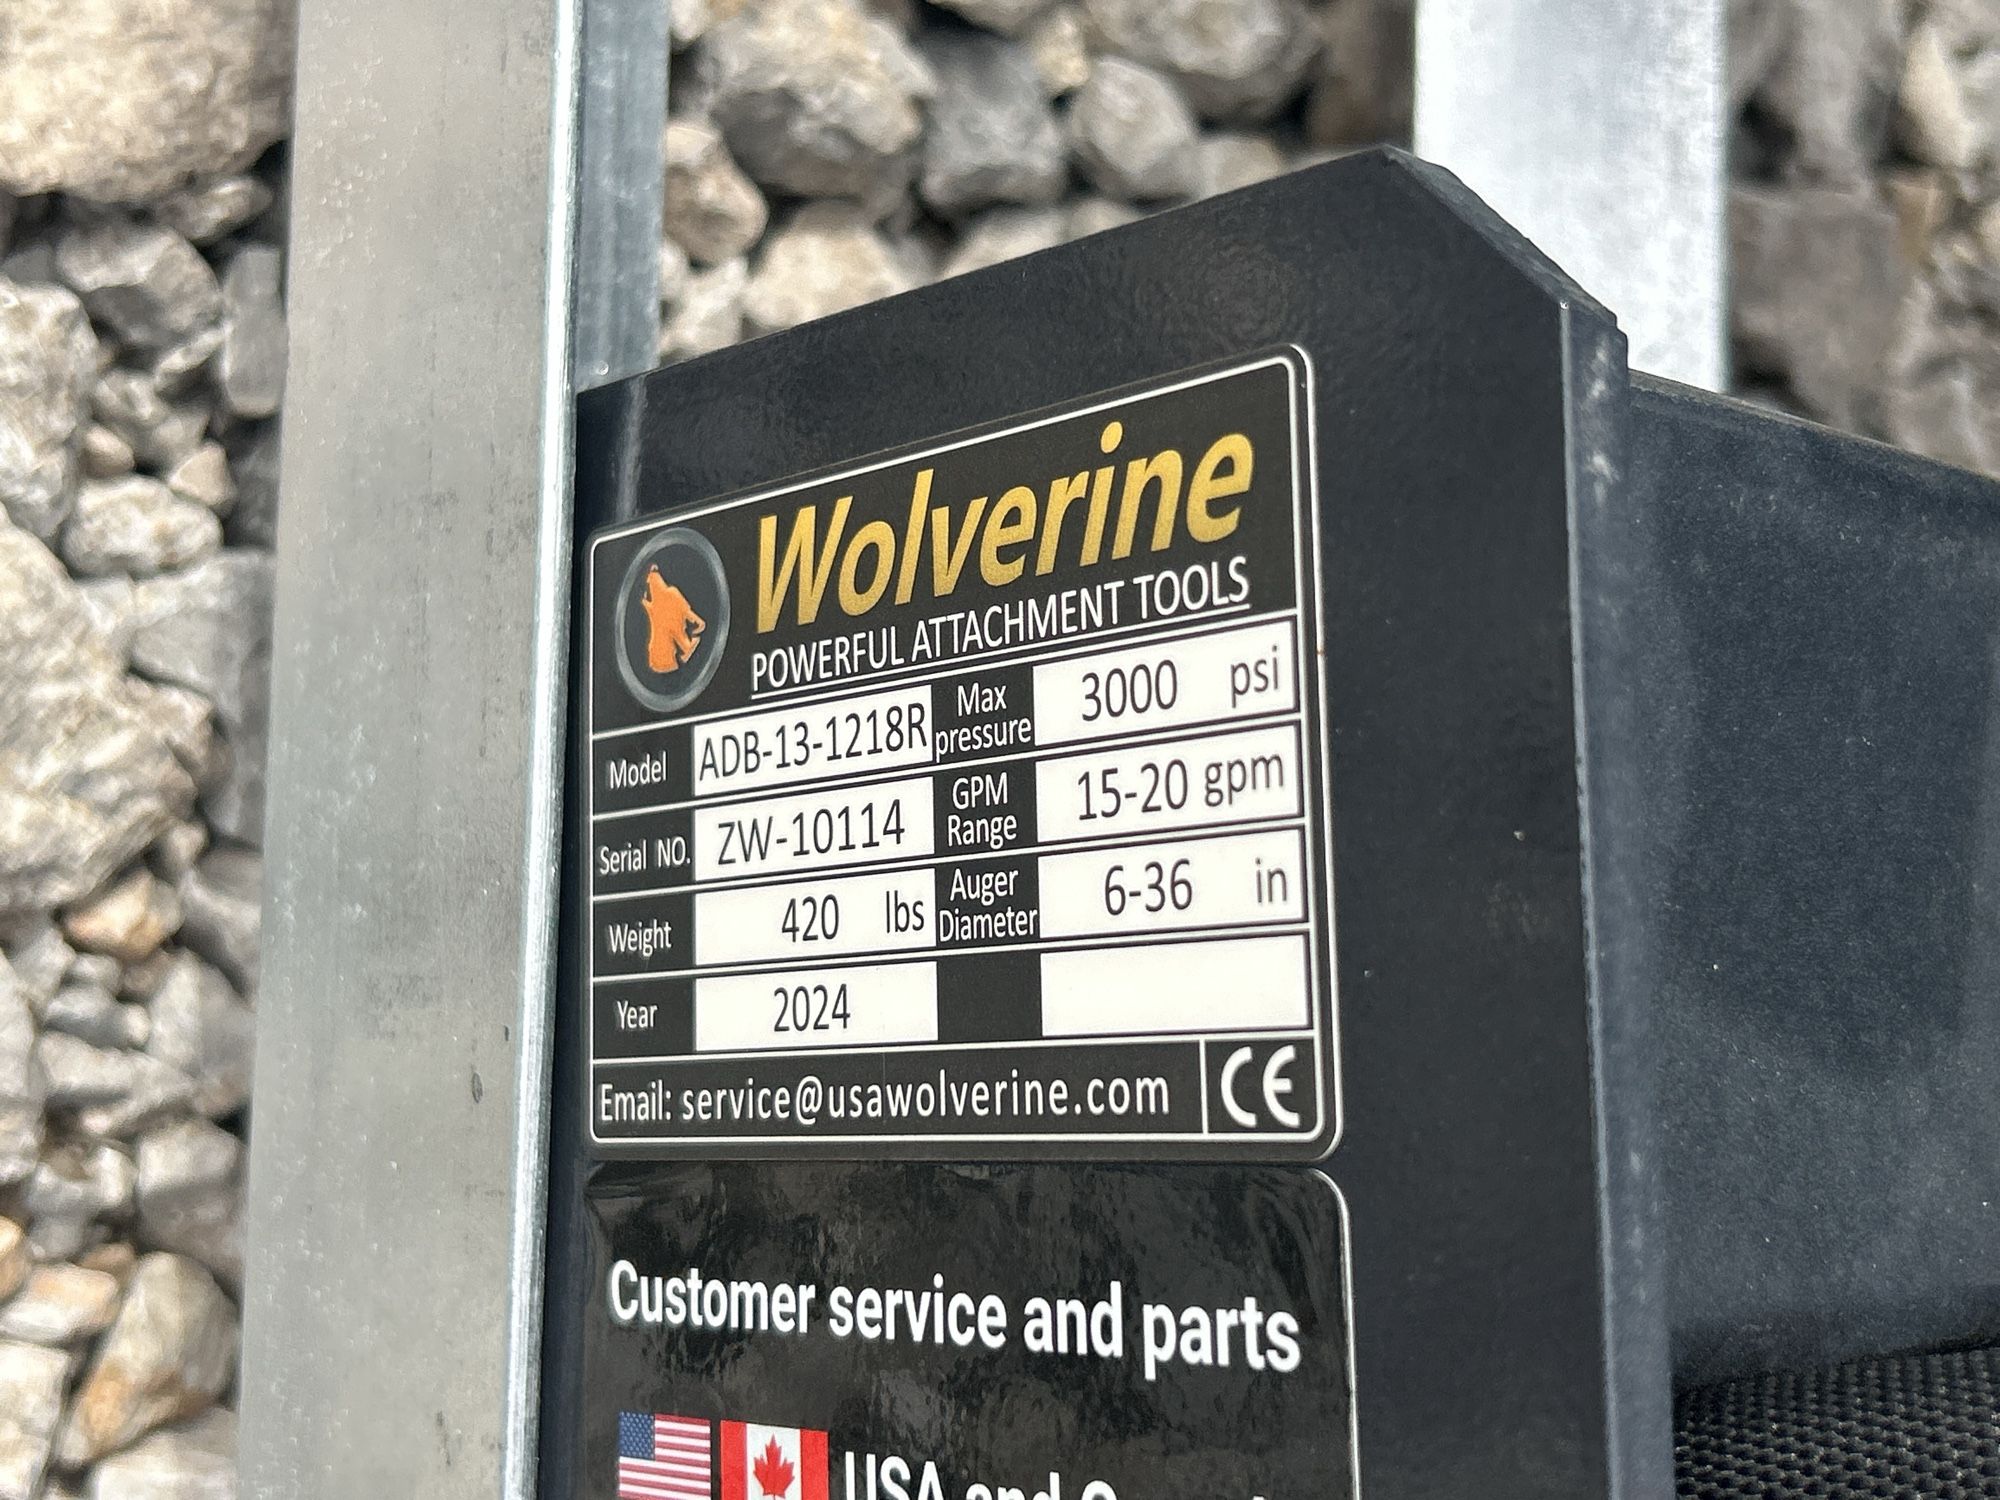 Wolverine
POWERFUL ATTACHMENT TOOLS
Model ADB-13-1218R Max pressure 3000 psi
Serial NO. ZW-10114 GPM Range 15-20 gpm
Weight 420 lbs Auger Diameter 6-36 in
Year 2024
Email: service@usawolverine.com CE
Customer service and parts
USA and